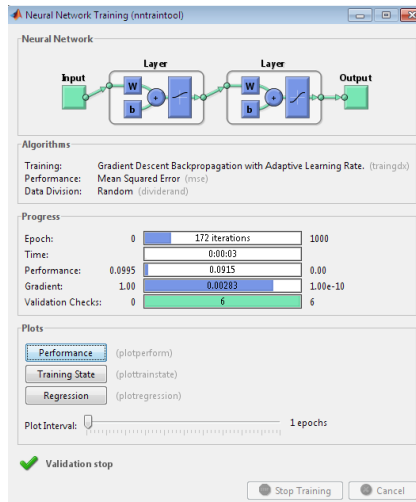 Neural Network Training (nntraintool)
Neural Network
Layer Layer
Input Output
W W
+ +
b b
Algorithms
Training: Gradient Descent Backpropagation with Adaptive Learning Rate. (traingdx)
Performance: Mean Squared Error (mse)
Data Division: Random (dividerand)
Progress
Epoch: 0 172 iterations 1000
Time: 0:00:03
Performance: 0.0995 0.0915 0.00
Gradient: 1.00 0.00283 1.00e-10
Validation Checks: 0 6 6
Plots
Performance (plotperform)
Training State (plottrainstate)
Regression (plotregression)
Plot Interval: 1 epochs
Validation stop
Stop Training Cancel